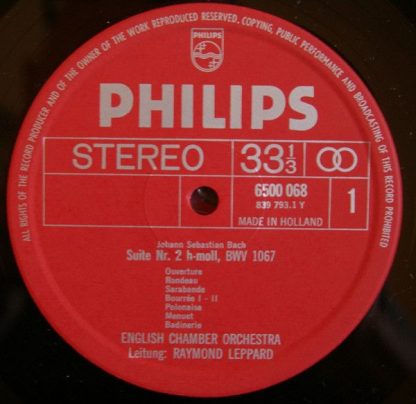 ALL RIGHTS OF THE RECORD PRODUCER AND OF THE OWNER OF THE WORK REPRODUCED RESERVED. COPYING, PUBLIC PERFORMANCE AND BROADCASTING OF THIS RECORD PROHIBITED
PHILIPS
PHILIPS
STEREO 33 1/3
6500 068
839 793.1 Y
MADE IN HOLLAND
1
Johann Sebastian Bach
Suite Nr. 2 h-moll, BWV 1067
Ouverture
Rondeau
Sarabande
Bourrée I - II
Polonaise
Menuet
Badinerie
ENGLISH CHAMBER ORCHESTRA
Leitung: RAYMOND LEPPARD